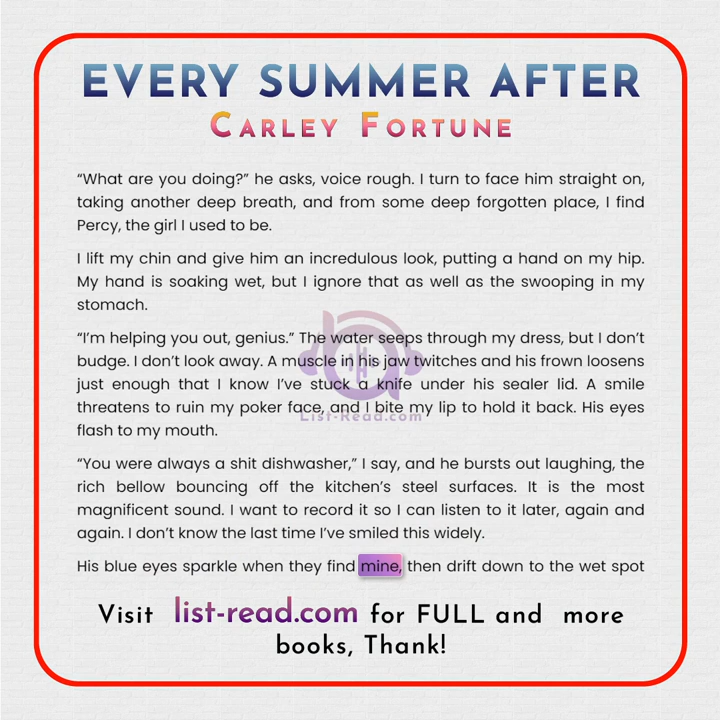 EVERY SUMMER AFTER
CARLEY FORTUNE
“What are you doing?” he asks, voice rough. I turn to face him straight on,
taking another deep breath, and from some deep forgotten place, I find
Percy, the girl I used to be.
I lift my chin and give him an incredulous look, putting a hand on my hip.
My hand is soaking wet, but I ignore that as well as the swooping in my
stomach.
“I’m helping you out, genius.” The water seeps through my dress, but I don’t
budge. I don’t look away. A muscle in his jaw twitches and his frown loosens
just enough that I know I’ve stuck a knife under his sealer lid. A smile
threatens to ruin my poker face, and I bite my lip to hold it back. His eyes
List-Read.com
flash to my mouth.
“You were always a shit dishwasher,” I say, and he bursts out laughing, the
rich bellow bouncing off the kitchen’s steel surfaces. It is the most
magnificent sound. I want to record it so I can listen to it later, again and
again. I don’t know the last time I’ve smiled this widely.
His blue eyes sparkle when they find mine, then drift down to the wet spot
Visit list-read.com for FULL and more
books, Thank!